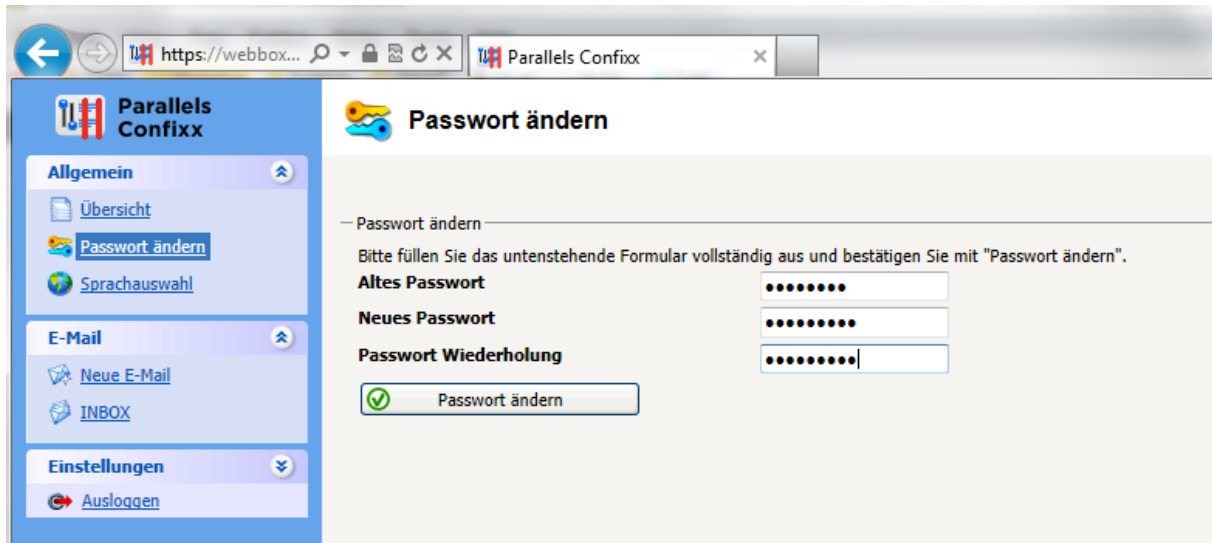 https://webbox...
Parallels Confixx
Parallels
Confixx
Allgemein
Übersicht
Passwort ändern
Sprachauswahl
E-Mail
Neue E-Mail
INBOX
Einstellungen
Ausloggen
Passwort ändern
Passwort ändern
Bitte füllen Sie das untenstehende Formular vollständig aus und bestätigen Sie mit "Passwort ändern".
Altes Passwort ••••••••
Neues Passwort •••••••••
Passwort Wiederholung •••••••••
Passwort ändern